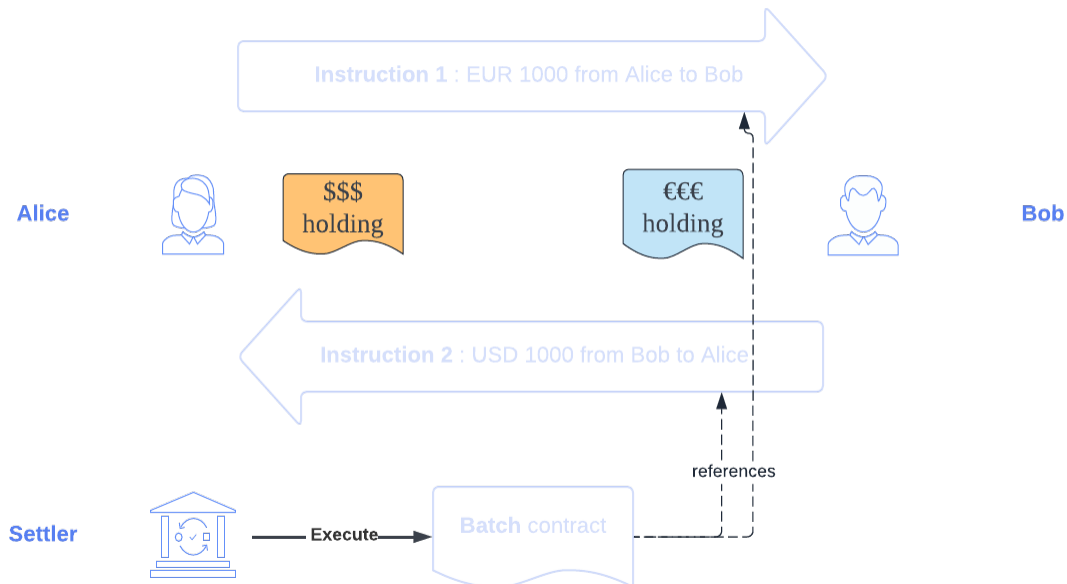 Instruction 1 : EUR 1000 from Alice to Bob
Alice
$$$
holding
€€€
holding
Bob
Instruction 2 : USD 1000 from Bob to Alice
references
Settler
Execute
Batch contract